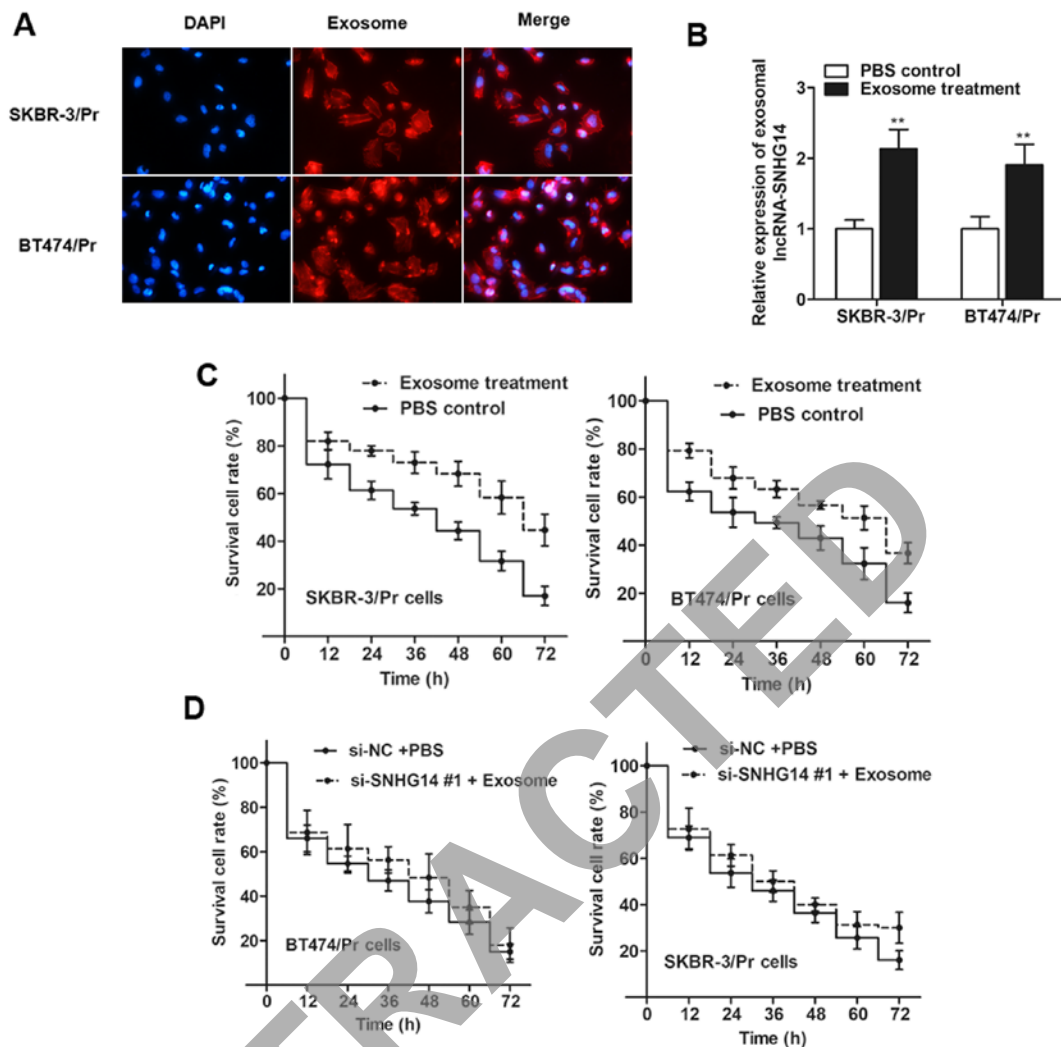 A
DAPI Exosome Merge
SKBR-3/Pr
BT474/Pr
B
PBS control
Exosome treatment
Relative expression of exosomal
lncRNA-SNHG14
3
2
1
0
** **
SKBR-3/Pr BT474/Pr
C
Exosome treatment
PBS control
Survival cell rate (%)
100
80
60
40
20
SKBR-3/Pr cells
0 12 24 36 48 60 72
Time (h)
Exosome treatment
PBS control
Survival cell rate (%)
100
80
60
40
20
BT474/Pr cells
0 12 24 36 48 60 72
Time (h)
D
si-NC +PBS
si-SNHG14 #1 + Exosome
Survival cell rate (%)
100
80
60
40
20
BT474/Pr cells
0 12 24 36 48 60 72
Time (h)
si-NC +PBS
si-SNHG14 #1 + Exosome
Survival cell rate (%)
100
80
60
40
20
SKBR-3/Pr cells
0 12 24 36 48 60 72
Time (h)
TRACTED